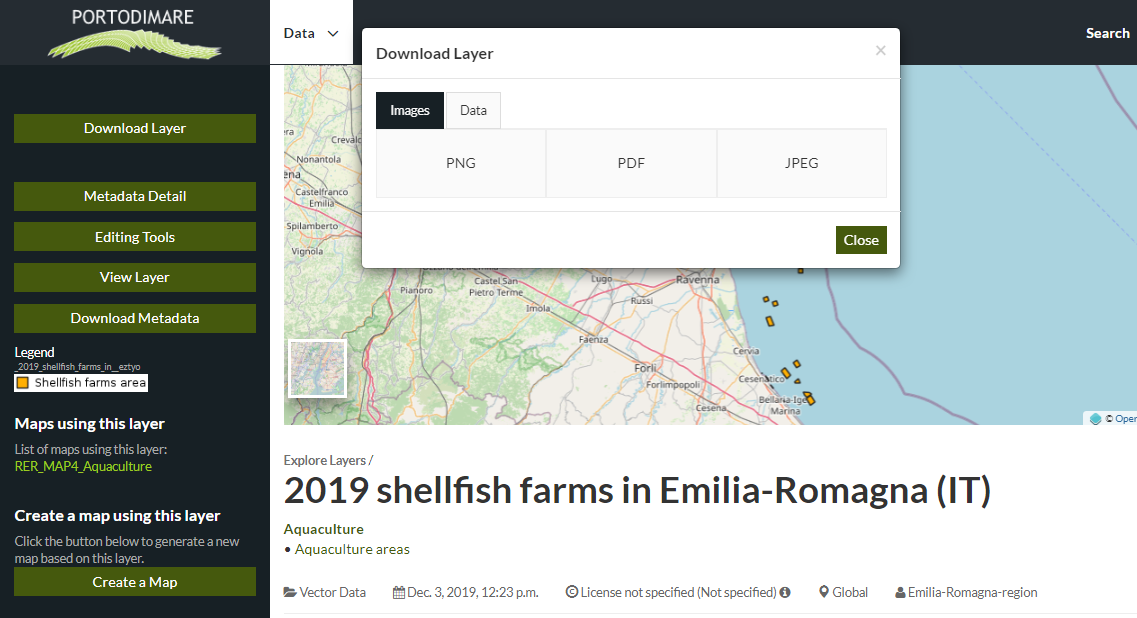 PORTODIMARE
Data
Search
Download Layer
×
Images
Data
PNG
PDF
JPEG
Close
Download Layer
Metadata Detail
Editing Tools
View Layer
Download Metadata
Legend
_2019_shellfish_farms_in_eztyo
Shellfish farms area
Maps using this layer
List of maps using this layer:
RER_MAP4_Aquaculture
Create a map using this layer
Click the button below to generate a new
map based on this layer.
Create a Map
Nonantola
Castelfranco
Emilia
Spilamberto
Vignola
Pianoro
Castel San
Pietro Terme
Imola
Lugo
Russi
Ravenna
Faenza
Forlì
Forlimpopoli
Cervia
Cesenatico
Cesena
Bellaria-Ige
Marina
© Oper
Explore Layers /
2019 shellfish farms in Emilia-Romagna (IT)
Aquaculture
• Aquaculture areas
Vector Data
Dec. 3, 2019, 12:23 p.m.
License not specified (Not specified)
Global
Emilia-Romagna-region